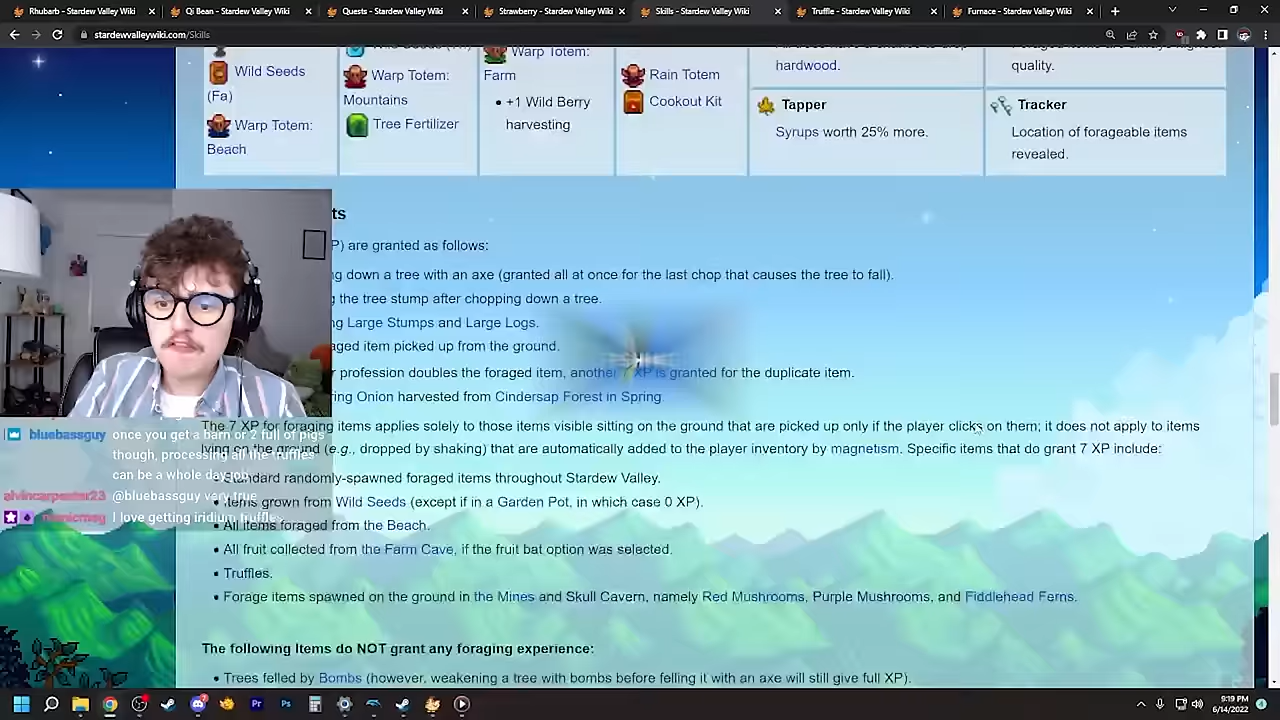 Rhubarb - Stardew Valley Wiki
Qi Bean - Stardew Valley Wiki
Quests - Stardew Valley Wiki
Strawberry - Stardew Valley Wiki
Skills - Stardew Valley Wiki
Truffle - Stardew Valley Wiki
Furnace - Stardew Valley Wiki
stardewvalleywiki.com/Skills
Wild Seeds
(Fa)
Warp Totem:
Beach
Warp Totem:
Mountains
Tree Fertilizer
Warp Totem:
Farm
+1 Wild Berry
harvesting
Rain Totem
Cookout Kit
hardwood.
Tapper
Syrups worth 25% more.
quality.
Tracker
Location of forageable items
revealed.
ts
P) are granted as follows:
ng down a tree with an axe (granted all at once for the last chop that causes the tree to fall).
g the tree stump after chopping down a tree.
ng Large Stumps and Large Logs.
aged item picked up from the ground.
r profession doubles the foraged item, another 7 XP is granted for the duplicate item.
ring Onion harvested from Cindersap Forest in Spring.
The 7 XP for foraging items applies solely to those items visible sitting on the ground that are picked up only if the player clicks on them; it does not apply to items
lying on the ground (e.g., dropped by shaking) that are automatically added to the player inventory by magnetism. Specific items that do grant 7 XP include:
Standard randomly-spawned foraged items throughout Stardew Valley.
Items grown from Wild Seeds (except if in a Garden Pot, in which case 0 XP).
All items foraged from the Beach.
All fruit collected from the Farm Cave, if the fruit bat option was selected.
Truffles.
Forage items spawned on the ground in the Mines and Skull Cavern, namely Red Mushrooms, Purple Mushrooms, and Fiddlehead Ferns.
The following Items do NOT grant any foraging experience:
Trees felled by Bombs (however, weakening a tree with bombs before felling it with an axe will still give full XP).
bluebassguy once you get a barn or 2 full of pigs
though, processing all the truffles
can be a whole day job
alvincarpenter23 @bluebassguy very true
I love getting iridium truffles
9:19 PM
6/14/2022